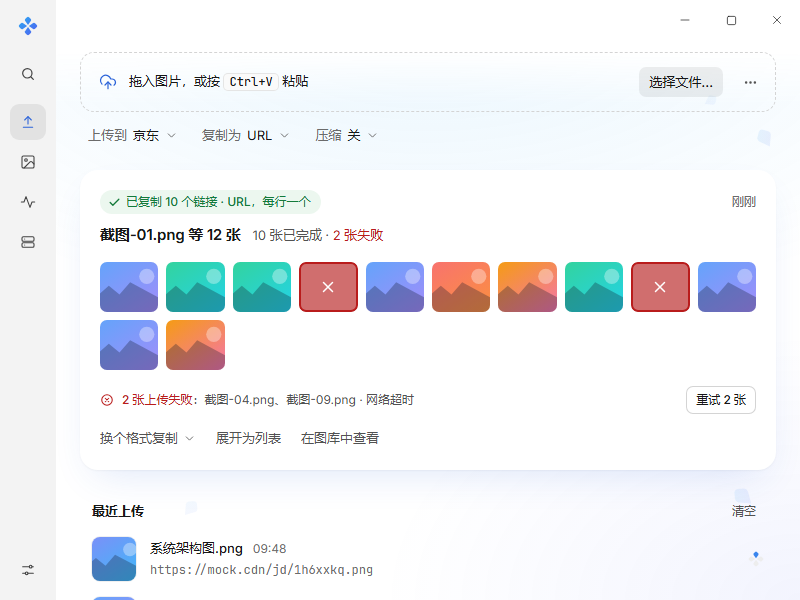 拖入图片，或按 Ctrl+V 粘贴
选择文件...
上传到 京东
复制为 URL
压缩 关
已复制 10 个链接 · URL，每行一个
刚刚
截图-01.png 等 12 张 10 张已完成 · 2 张失败
2 张上传失败：截图-04.png、截图-09.png · 网络超时
重试 2 张
换个格式复制
展开为列表
在图库中查看
最近上传
清空
系统架构图.png 09:48
https://mock.cdn/jd/1h6xxkq.png